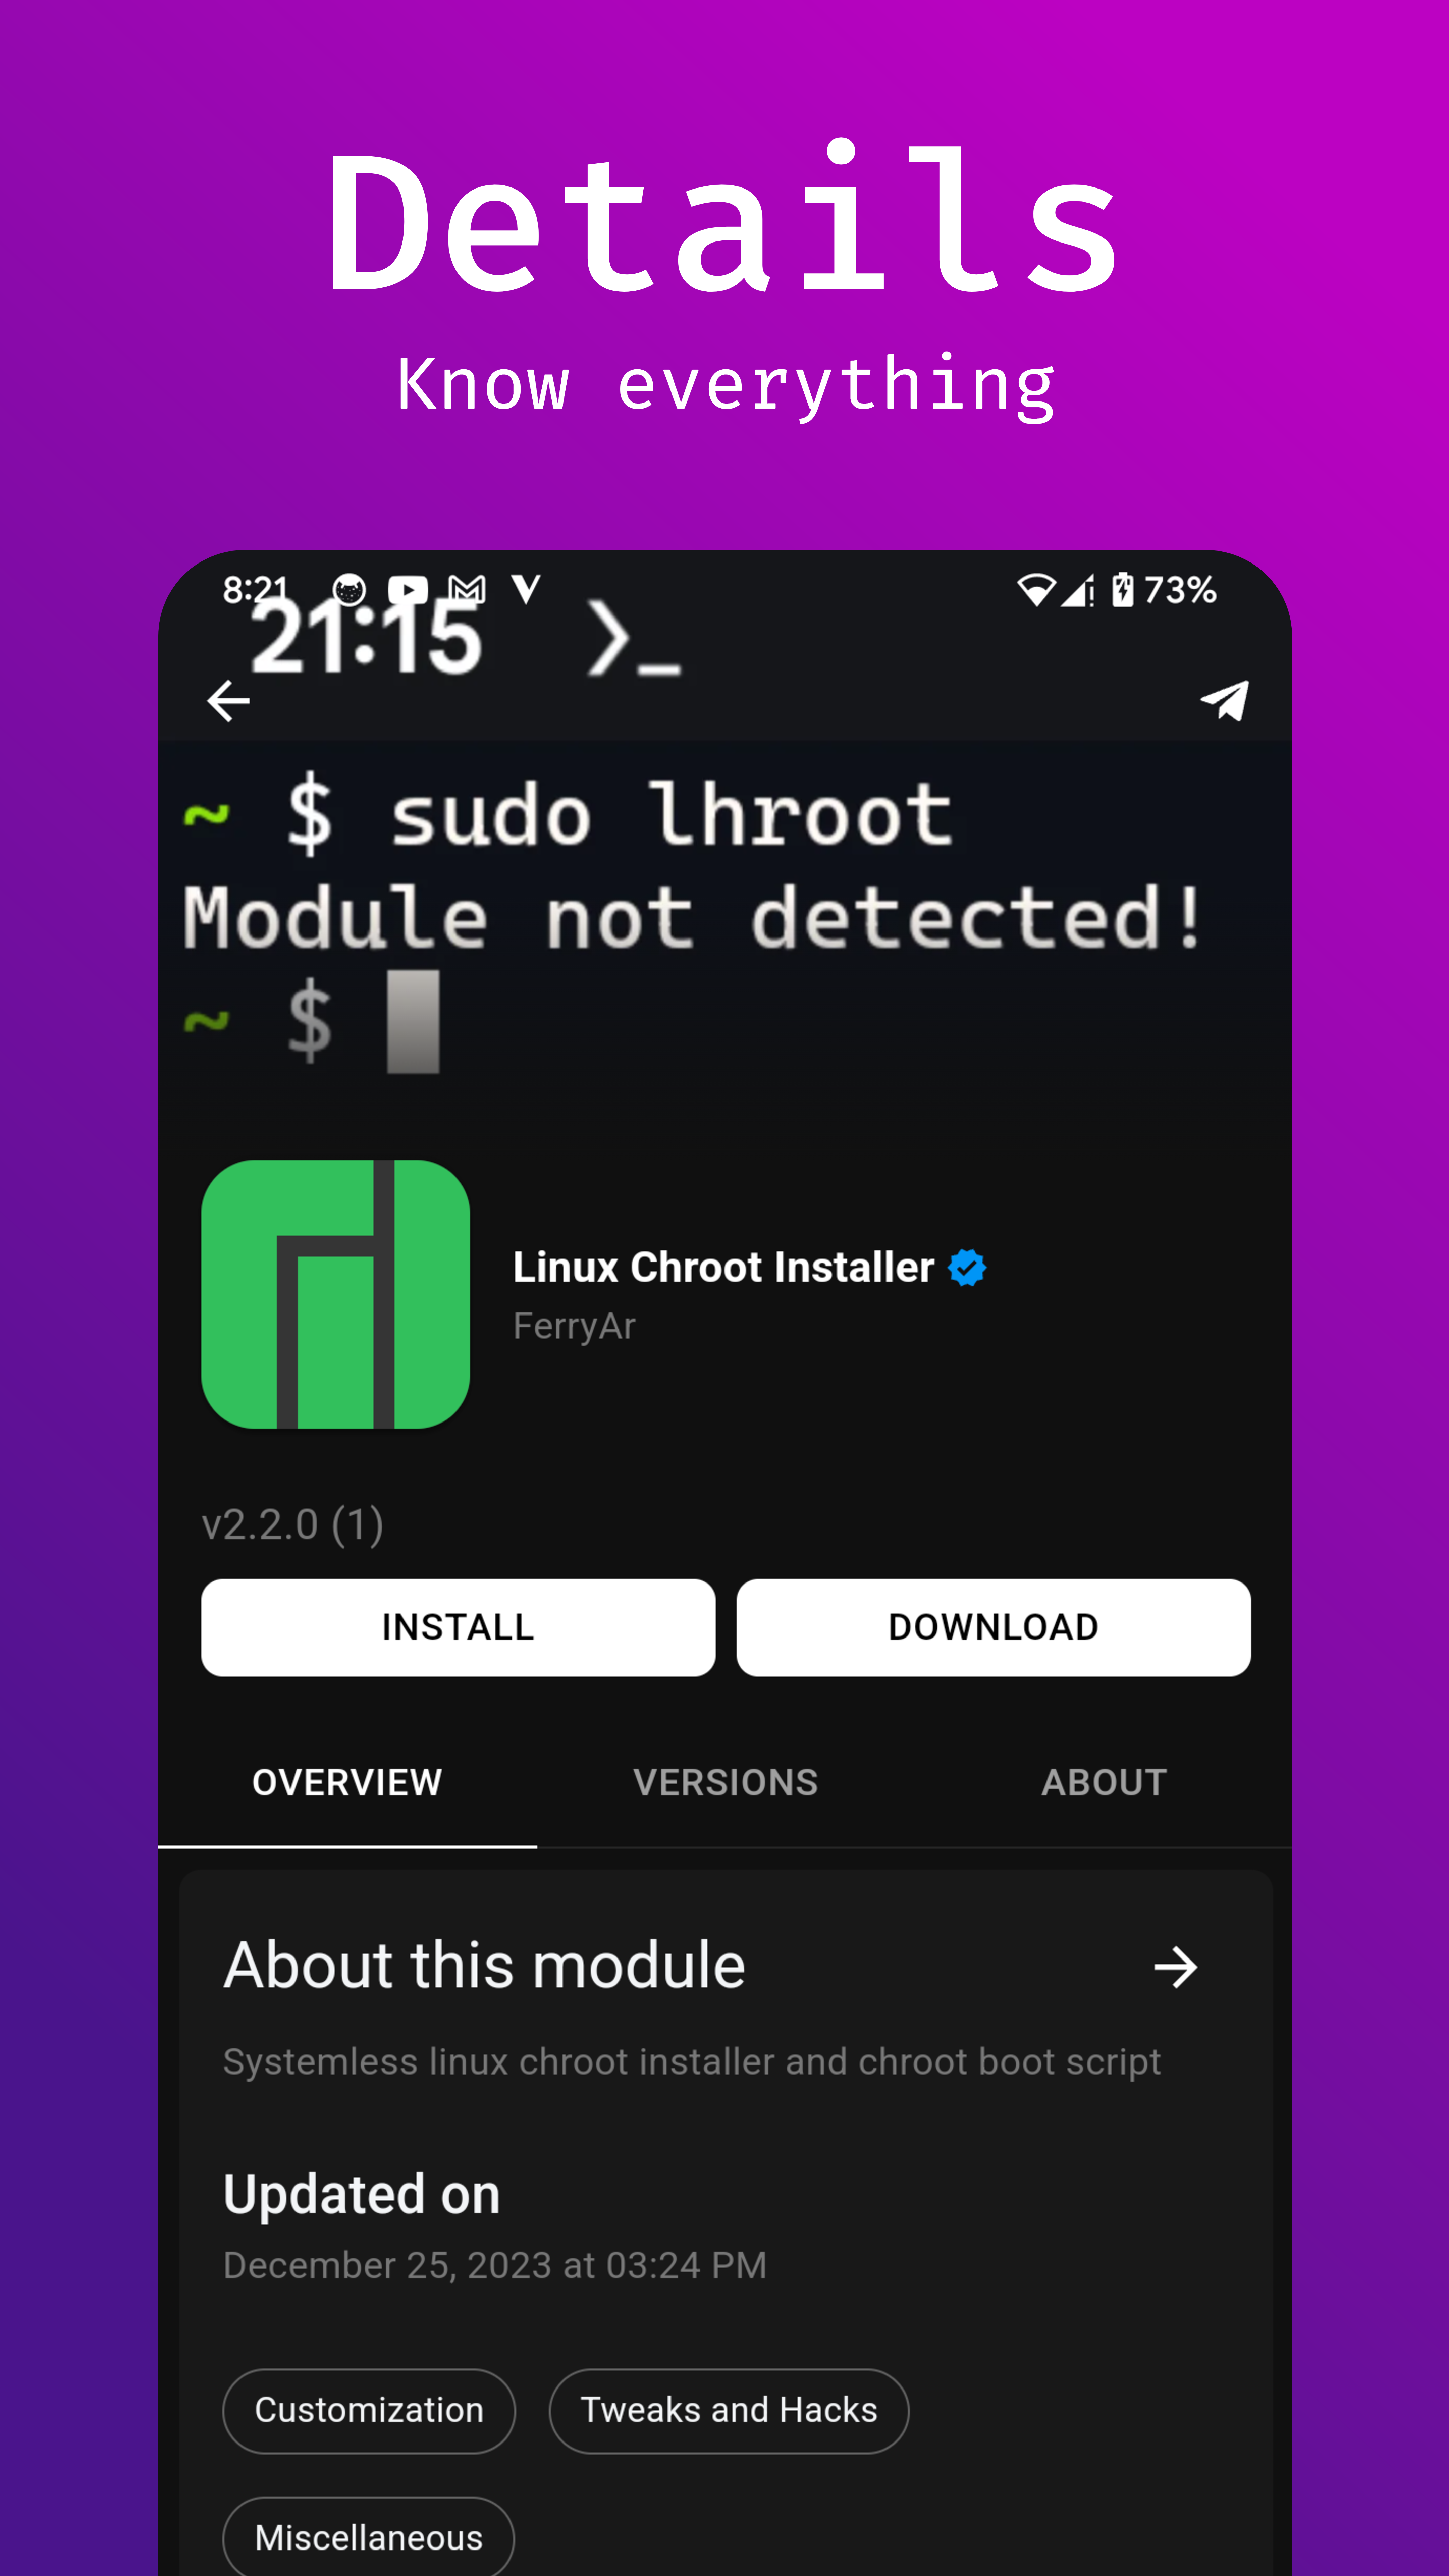 Details
Know everything
8:21
73%
21:15 >_
~ $ sudo lhroot
Module not detected!
~ $
Linux Chroot Installer
FerryAr
v2.2.0 (1)
INSTALL
DOWNLOAD
OVERVIEW
VERSIONS
ABOUT
About this module
Systemless linux chroot installer and chroot boot script
Updated on
December 25, 2023 at 03:24 PM
Customization
Tweaks and Hacks
Miscellaneous